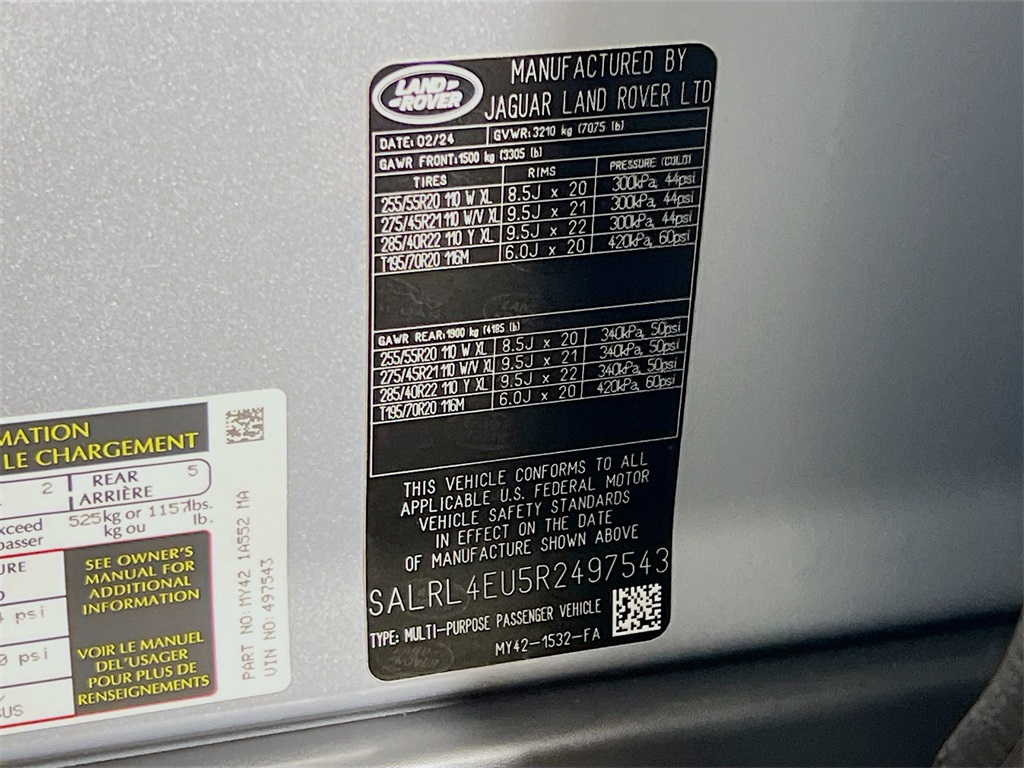 LAND ROVER
MANUFACTURED BY
JAGUAR LAND ROVER LTD
DATE: 02/24 GVWR: 3210 kg (7075 lb)
GAWR FRONT: 1500 kg (3305 lb)
TIRES RIMS PRESSURE (COLD)
255/55R20 110 W XL 8.5J x 20 300kPa, 44psi
275/45R21 110 W/V XL 9.5J x 21 300kPa, 44psi
285/40R22 110 Y XL 9.5J x 22 300kPa, 44psi
T195/70R20 116M 6.0J x 20 420kPa, 60psi
GAWR REAR: 1900 kg (4185 lb)
255/55R20 110 W XL 8.5J x 20 340kPa, 50psi
275/45R21 110 W/V XL 9.5J x 21 340kPa, 50psi
285/40R22 110 Y XL 9.5J x 22 340kPa, 50psi
T195/70R20 116M 6.0J x 20 420kPa, 60psi
THIS VEHICLE CONFORMS TO ALL
APPLICABLE U.S. FEDERAL MOTOR
VEHICLE SAFETY STANDARDS
IN EFFECT ON THE DATE
OF MANUFACTURE SHOWN ABOVE
SALRL4EU5R2497543
TYPE: MULTI-PURPOSE PASSENGER VEHICLE
MY42-1532-FA
MATION
LE CHARGEMENT
2 REAR 5
ARRIÈRE
xceed 525kg or 1157lbs.
passer kg ou lb.
URE
SEE OWNER'S
MANUAL FOR
ADDITIONAL
INFORMATION
psi
0 psi
VOIR LE MANUEL
DEL'USAGER
POUR PLUS DE
RENSEIGNEMENTS
SUS
PART NO: MY42 1A552 MA
VIN NO: 497543